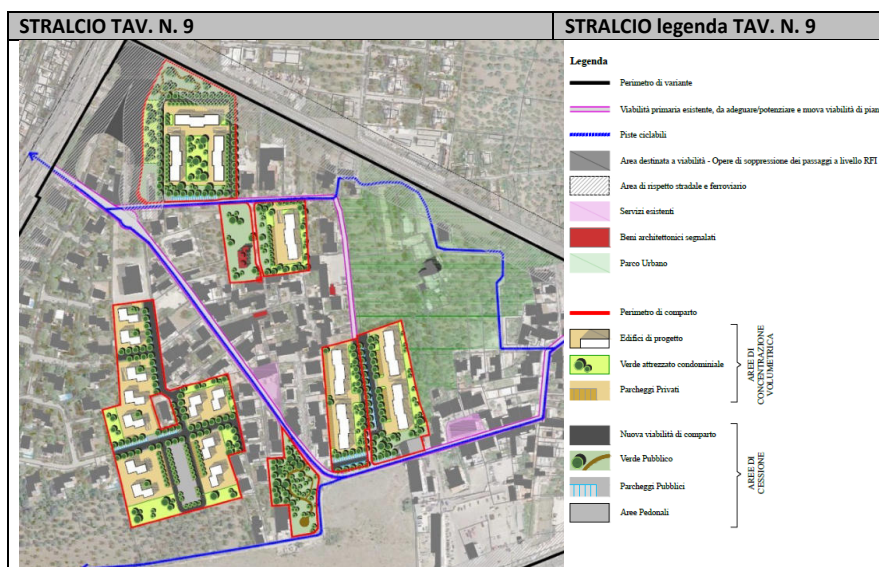 STRALCIO TAV. N. 9
STRALCIO legenda TAV. N. 9
Legenda
Perimetro di variante
Viabilità primaria esistente, da adeguare/potenziare e nuova viabilità di pian
Piste ciclabili
Area destinata a viabilità - Opere di soppressione dei passaggi a livello RFI
Area di rispetto stradale e ferroviario
Servizi esistenti
Beni architettonici segnalati
Parco Urbano
Perimetro di comparto
Edifici di progetto
Verde attrezzato condominiale
Parcheggi Privati
AREE DI
CONCENTRAZIONE
VOLUMETRICA
Nuova viabilità di comparto
Verde Pubblico
Parcheggi Pubblici
Aree Pedonali
AREE DI
CESSIONE